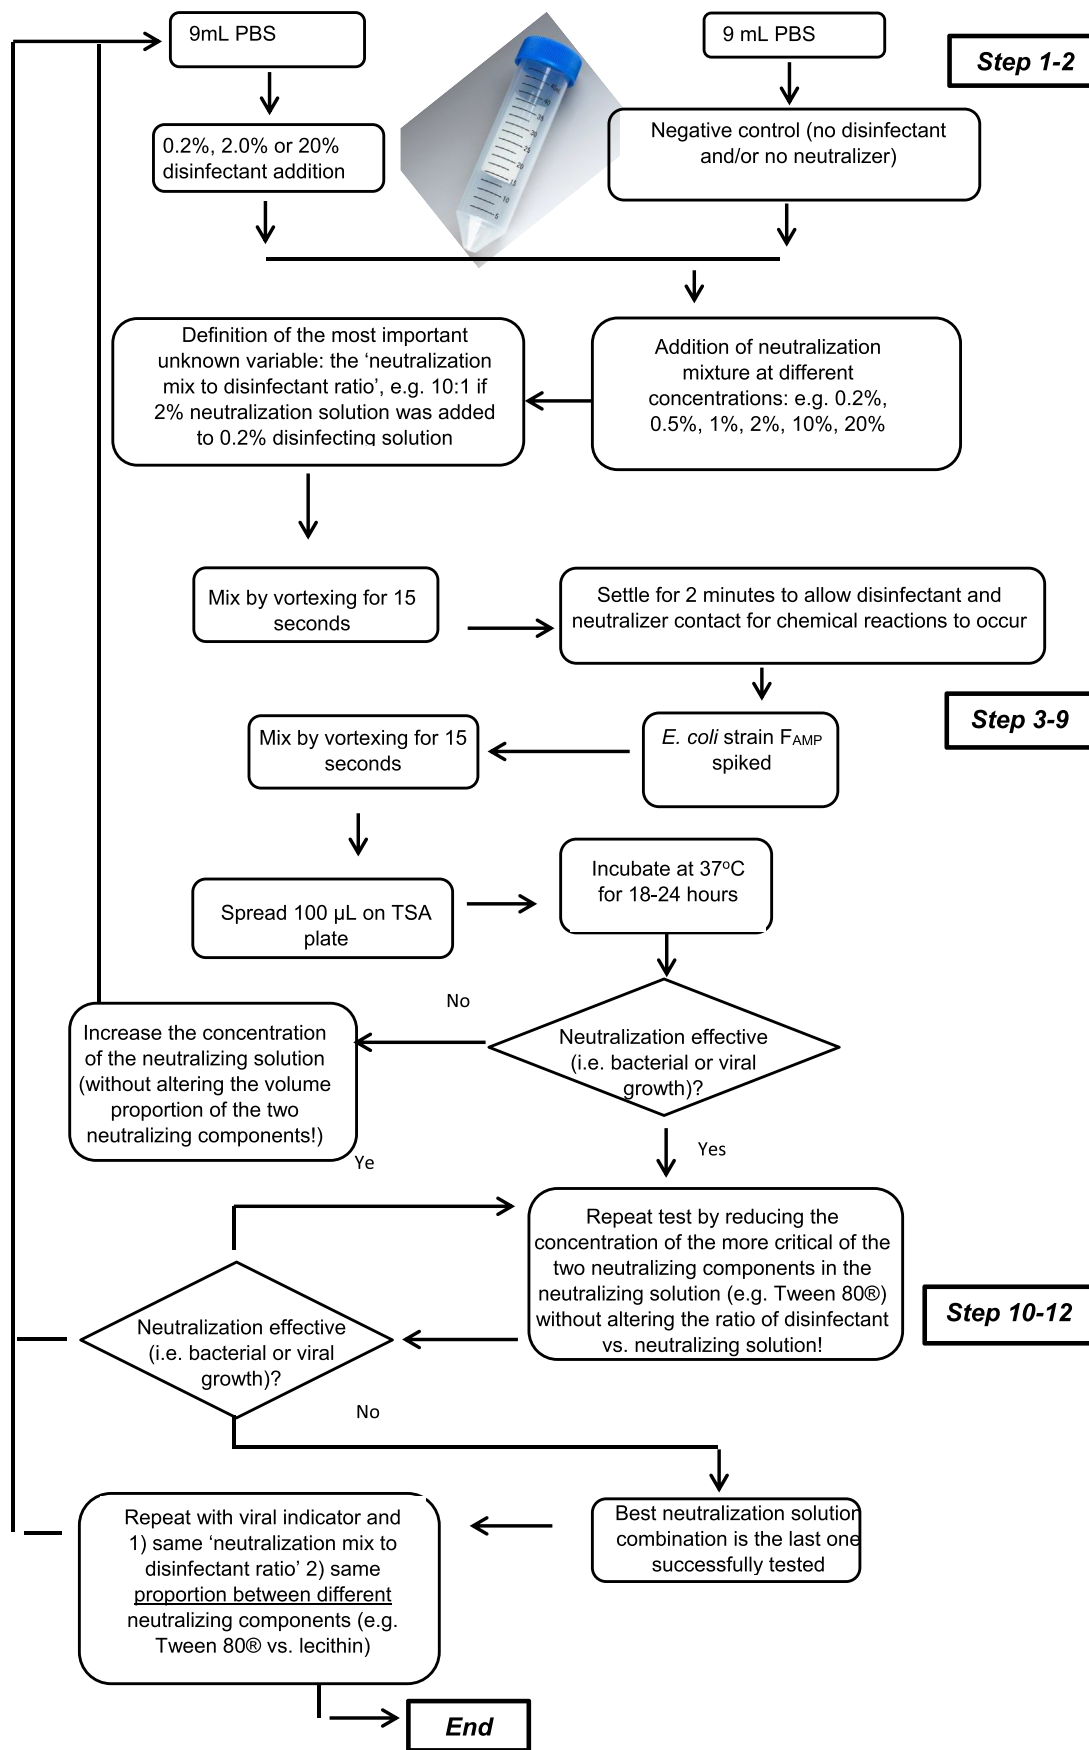 9mL PBS
9 mL PBS
Step 1-2
0.2%, 2.0% or 20%
disinfectant addition
Negative control (no disinfectant
and/or no neutralizer)
Definition of the most important
unknown variable: the ‘neutralization
mix to disinfectant ratio’, e.g. 10:1 if
2% neutralization solution was added
to 0.2% disinfecting solution
Addition of neutralization
mixture at different
concentrations: e.g. 0.2%,
0.5%, 1%, 2%, 10%, 20%
Mix by vortexing for 15
seconds
Settle for 2 minutes to allow disinfectant and
neutralizer contact for chemical reactions to occur
Step 3-9
E. coli strain FAMP
spiked
Mix by vortexing for 15
seconds
Spread 100 µL on TSA
plate
Incubate at 37ºC
for 18-24 hours
Neutralization effective
(i.e. bacterial or viral
growth)?
No
Increase the concentration
of the neutralizing solution
(without altering the volume
proportion of the two
neutralizing components!)
Yes
Ye
Repeat test by reducing the
concentration of the more critical of the
two neutralizing components in the
neutralizing solution (e.g. Tween 80®)
without altering the ratio of disinfectant
vs. neutralizing solution!
Step 10-12
Neutralization effective
(i.e. bacterial or viral
growth)?
No
Best neutralization solution
combination is the last one
successfully tested
Repeat with viral indicator and
1) same ‘neutralization mix to
disinfectant ratio’ 2) same
proportion between different
neutralizing components (e.g.
Tween 80® vs. lecithin)
End